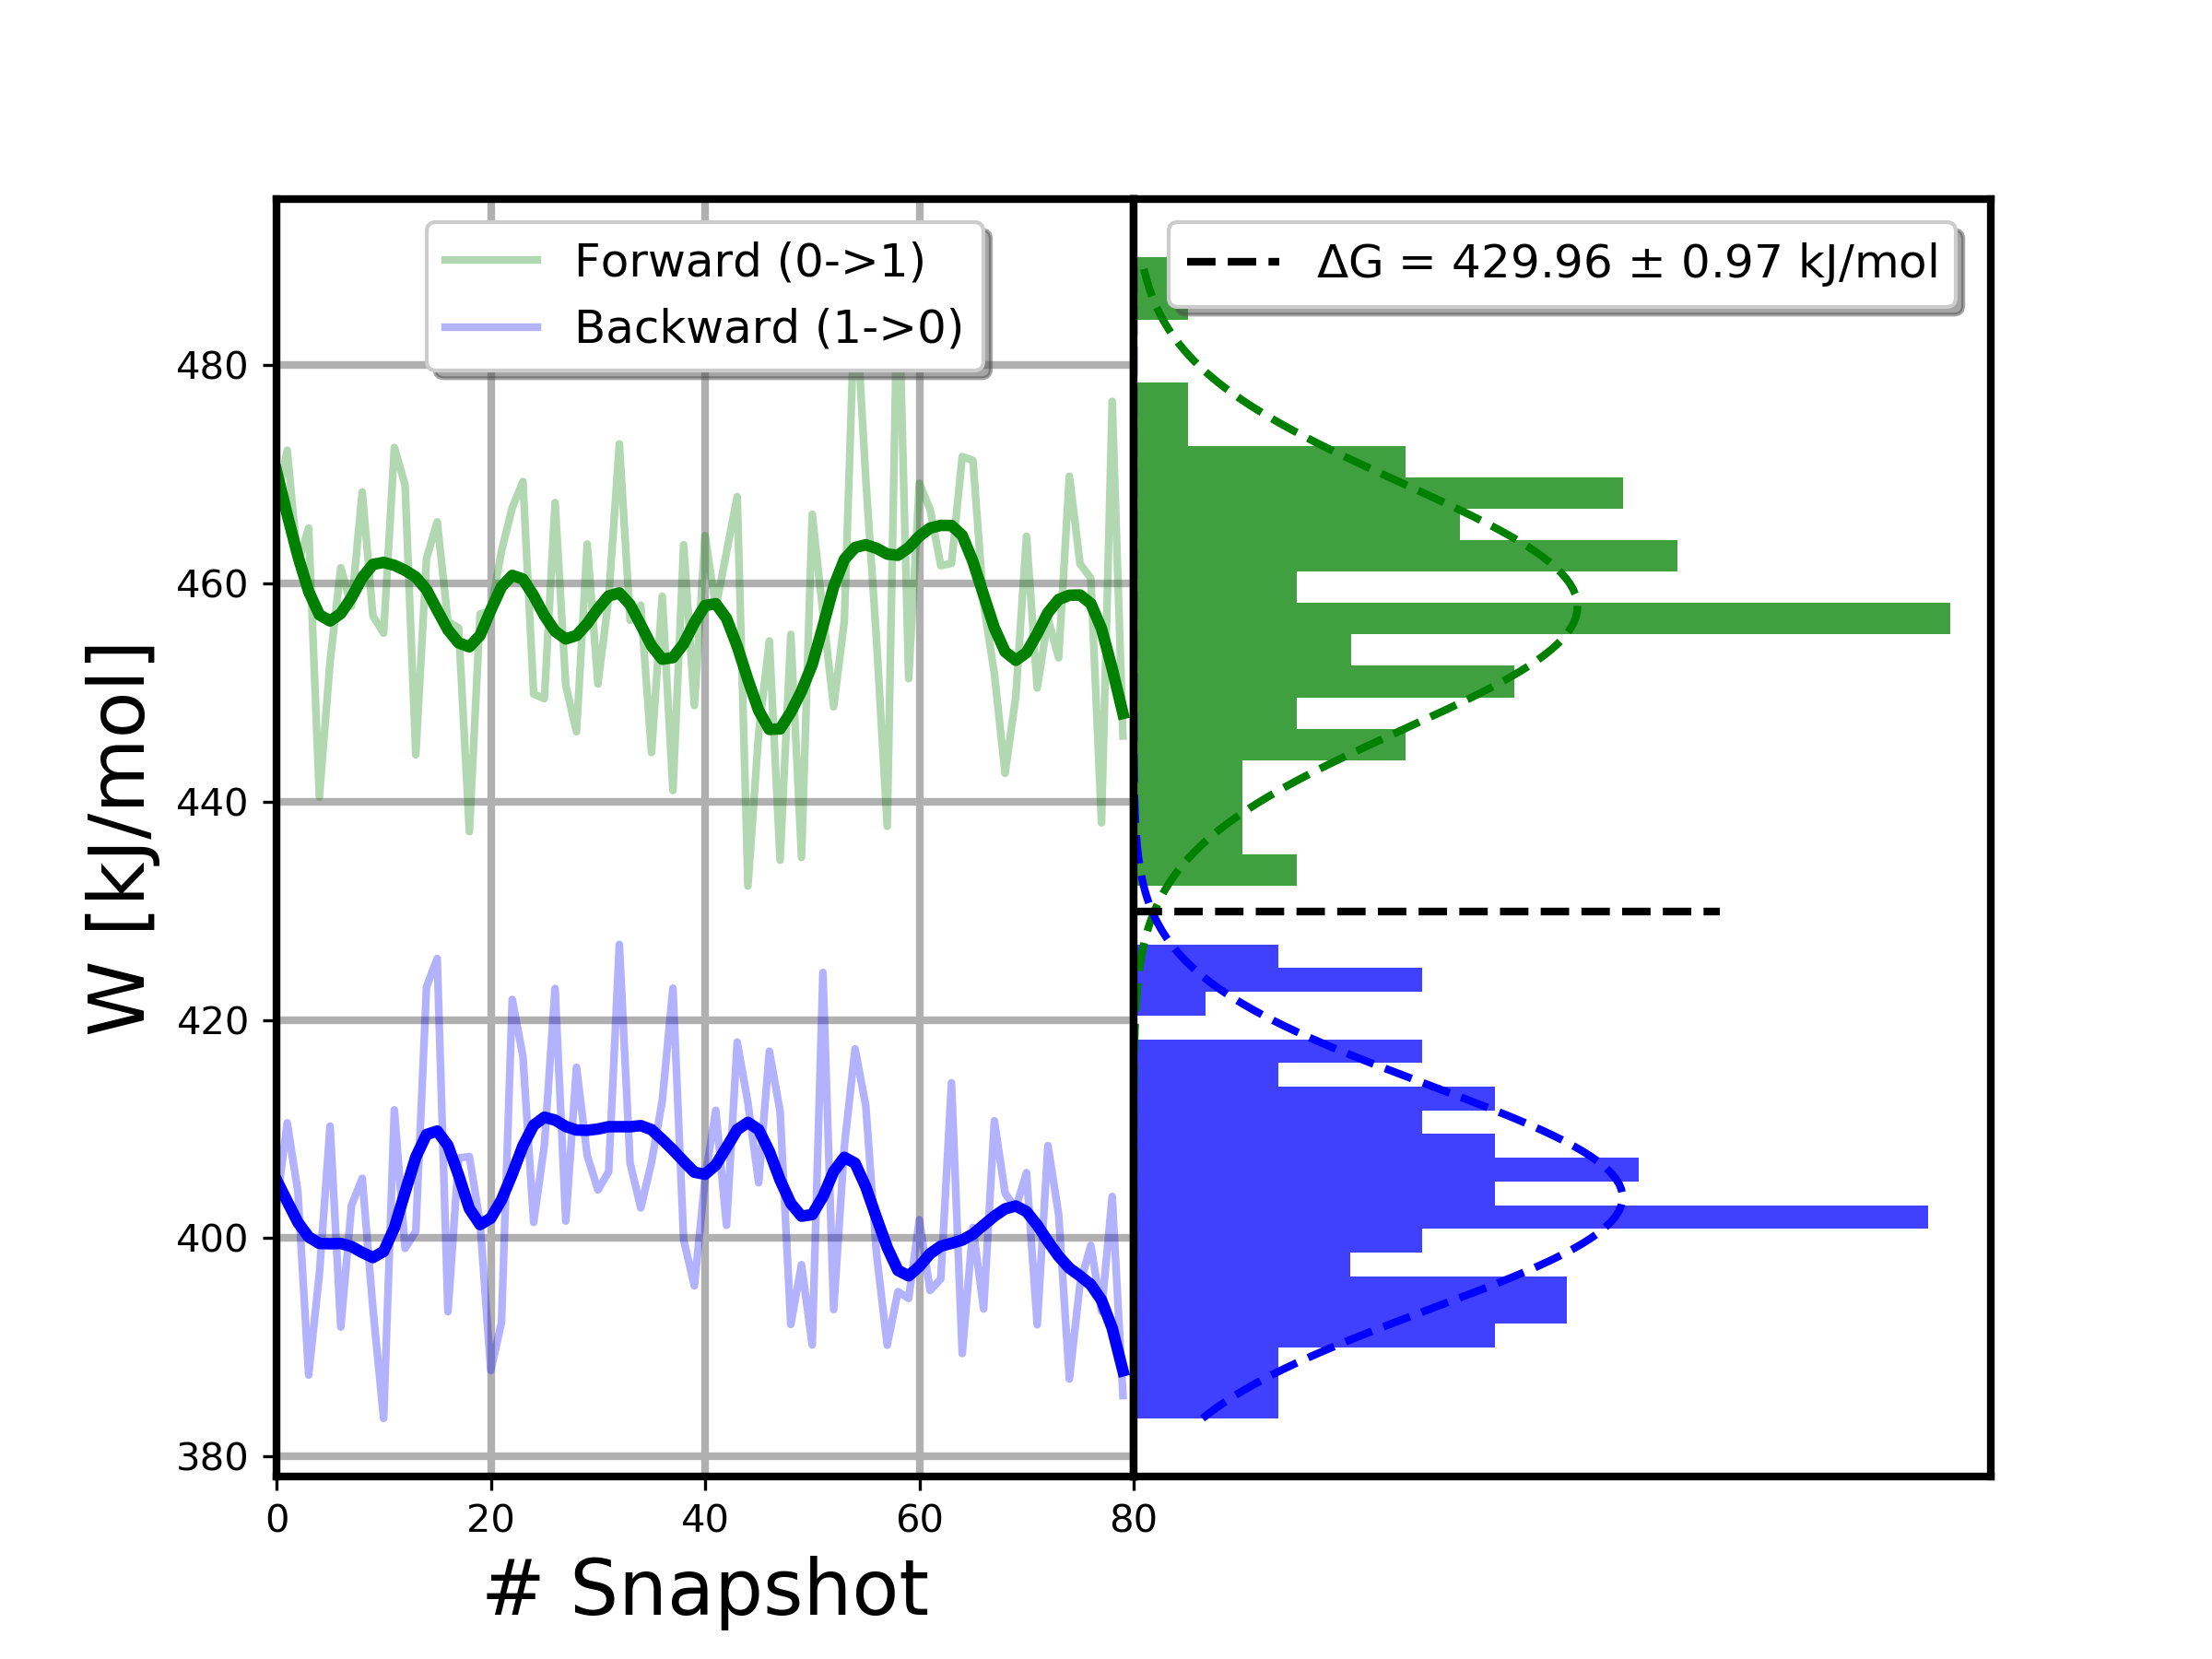 Forward (0->1)
Backward (1->0)
ΔG = 429.96 ± 0.97 kJ/mol
W [kJ/mol]
480
460
440
420
400
380
0 20 40 60 80
# Snapshot